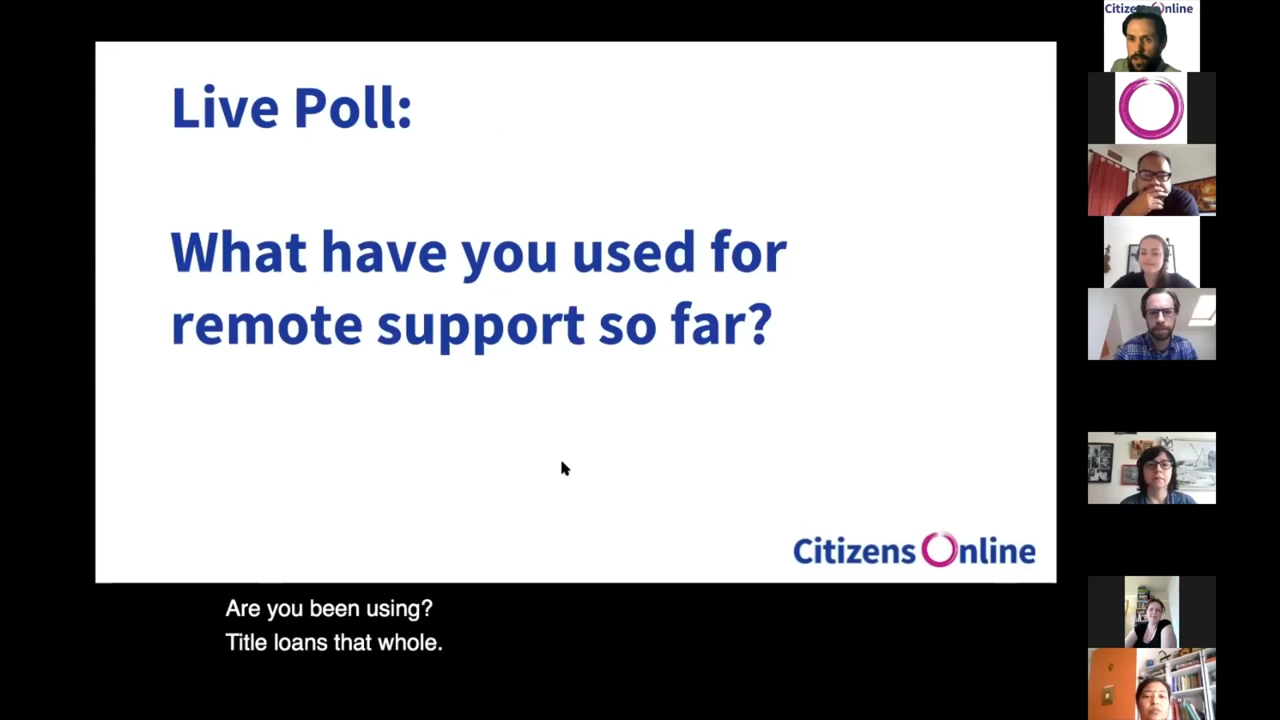 Citizens Online
Live Poll:
What have you used for
remote support so far?
Citizens Online
Are you been using?
Title loans that whole.